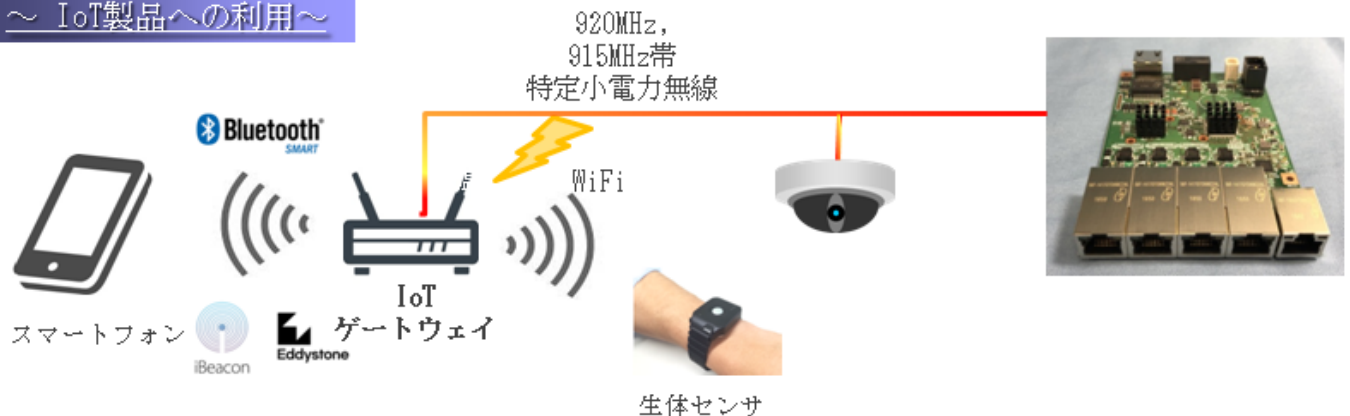 ～ IoT製品への利用～
920MHz,
915MHz帯
特定小電力無線
Bluetooth
SMART
WiFi
IoT
ゲートウェイ
スマートフォン
iBeacon
Eddystone
生体センサ